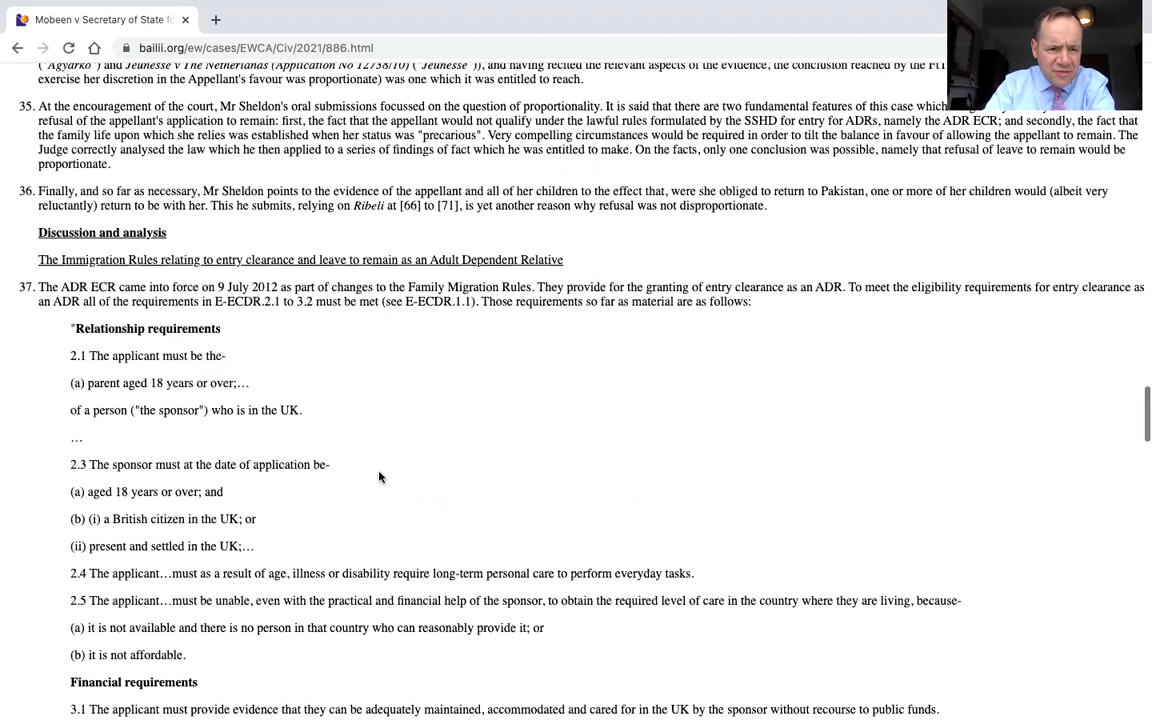 Mobeen v Secretary of State fo
bailii.org/ew/cases/EWCA/Civ/2021/886.html
("Agyarko") and Jeunesse v The Netherlands (Application No 12738/10) ("Jeunesse")), and having recited the relevant aspects of the evidence, the conclusion reached by the FtT
exercise her discretion in the Appellant's favour was proportionate) was one which it was entitled to reach.
35. At the encouragement of the court, Mr Sheldon's oral submissions focussed on the question of proportionality. It is said that there are two fundamental features of this case which
refusal of the appellant's application to remain: first, the fact that the appellant would not qualify under the lawful rules formulated by the SSHD for entry for ADRs, namely the ADR ECR; and secondly, the fact that
the family life upon which she relies was established when her status was "precarious". Very compelling circumstances would be required in order to tilt the balance in favour of allowing the appellant to remain. The
Judge correctly analysed the law which he then applied to a series of findings of fact which he was entitled to make. On the facts, only one conclusion was possible, namely that refusal of leave to remain would be
proportionate.
36. Finally, and so far as necessary, Mr Sheldon points to the evidence of the appellant and all of her children to the effect that, were she obliged to return to Pakistan, one or more of her children would (albeit very
reluctantly) return to be with her. This he submits, relying on Ribeli at [66] to [71], is yet another reason why refusal was not disproportionate.
Discussion and analysis
The Immigration Rules relating to entry clearance and leave to remain as an Adult Dependent Relative
37. The ADR ECR came into force on 9 July 2012 as part of changes to the Family Migration Rules. They provide for the granting of entry clearance as an ADR. To meet the eligibility requirements for entry clearance as
an ADR all of the requirements in E-ECDR.2.1 to 3.2 must be met (see E-ECDR.1.1). Those requirements so far as material are as follows:
"Relationship requirements
2.1 The applicant must be the-
(a) parent aged 18 years or over;…
of a person ("the sponsor") who is in the UK.
…
2.3 The sponsor must at the date of application be-
(a) aged 18 years or over; and
(b) (i) a British citizen in the UK; or
(ii) present and settled in the UK;…
2.4 The applicant…must as a result of age, illness or disability require long-term personal care to perform everyday tasks.
2.5 The applicant…must be unable, even with the practical and financial help of the sponsor, to obtain the required level of care in the country where they are living, because-
(a) it is not available and there is no person in that country who can reasonably provide it; or
(b) it is not affordable.
Financial requirements
3.1 The applicant must provide evidence that they can be adequately maintained, accommodated and cared for in the UK by the sponsor without recourse to public funds.